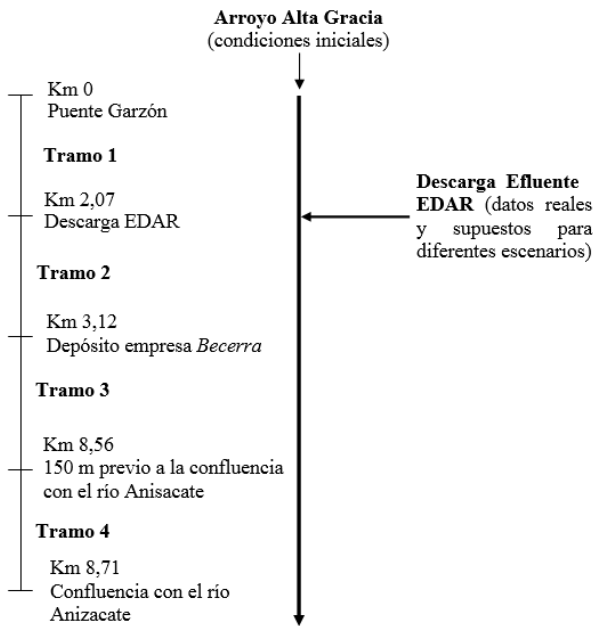 Arroyo Alta Gracia
(condiciones iniciales)
Km 0
Puente Garzón
Tramo 1
Km 2,07
Descarga EDAR
Descarga Efluente
EDAR (datos reales
y supuestos para
diferentes escenarios)
Tramo 2
Km 3,12
Depósito empresa Becerra
Tramo 3
Km 8,56
150 m previo a la confluencia
con el río Anisacate
Tramo 4
Km 8,71
Confluencia con el río
Anizacate